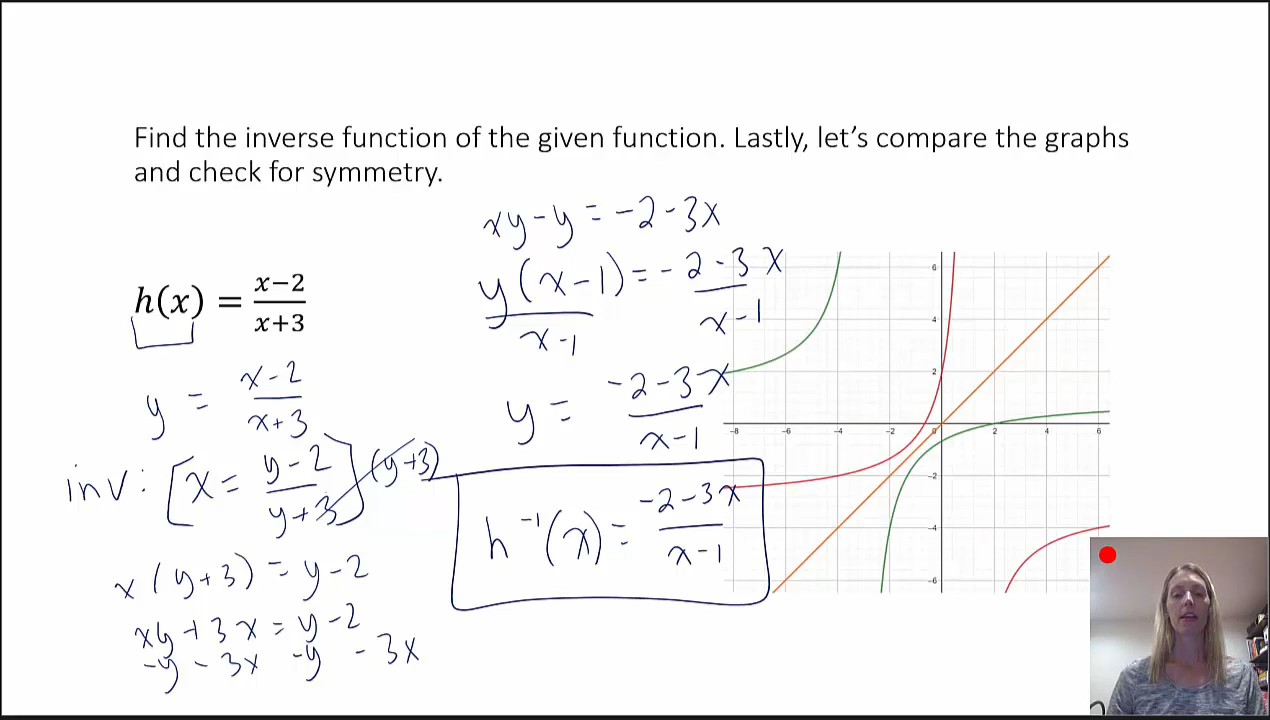 Find the inverse function of the given function. Lastly, let’s compare the graphs
and check for symmetry.
h(x) = x−2
x+3
y = x-2
x+3
inv: [x = y-2
y+3] (y+3)
x(y+3) = y-2
xy+3x = y-2
-y - 3x -y - 3x
xy-y = -2-3x
y(x-1) = -2-3x
x-1 x-1
y = -2-3x
x-1
h⁻¹(x) = -2-3x
x-1
6
4
2
-8 -6 -4 -2 0 2 4 6
-2
-4
-6